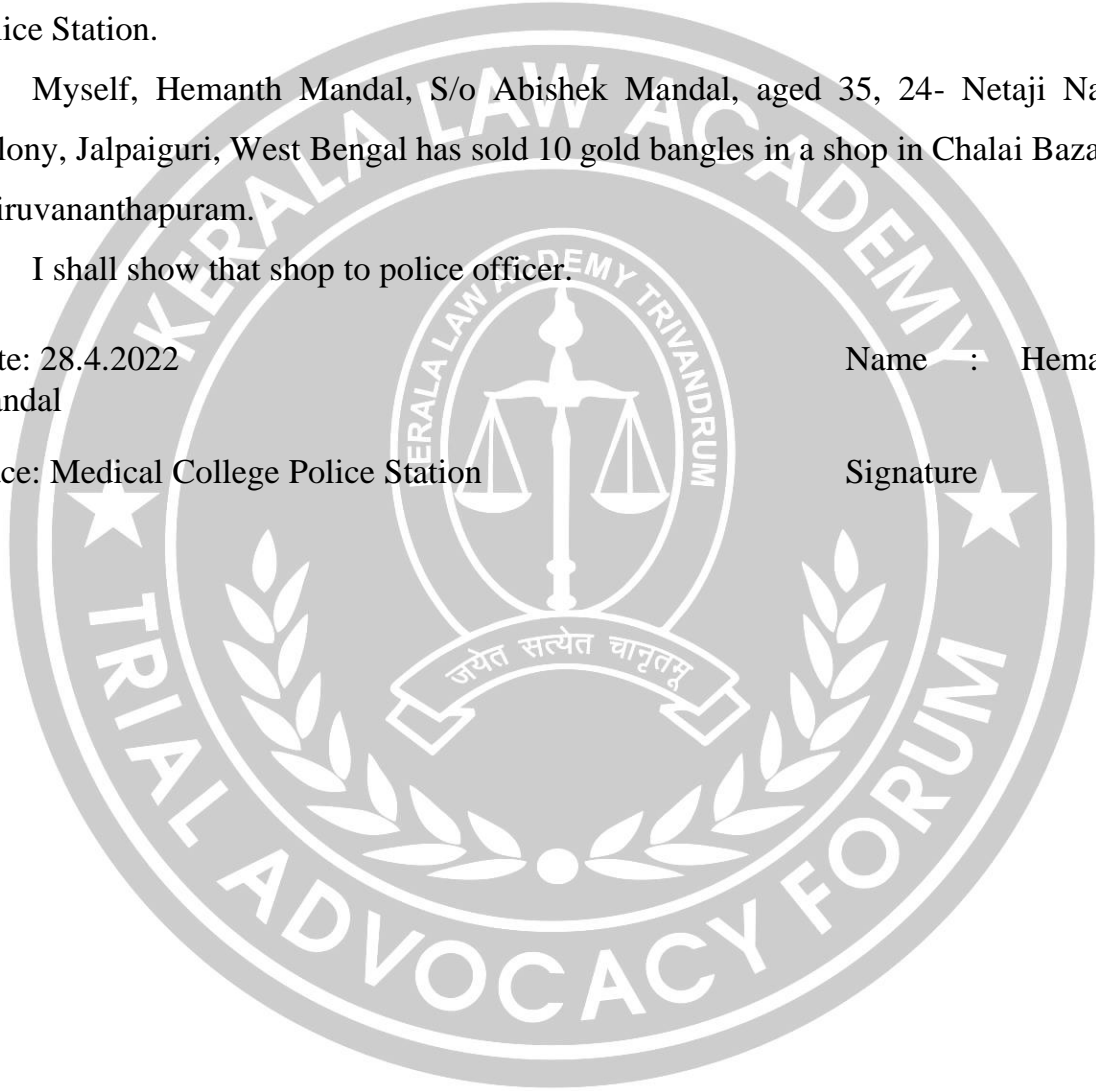 lice Station.
Myself, Hemanth Mandal, S/o Abishek Mandal, aged 35, 24- Netaji Na
lony, Jalpaiguri, West Bengal has sold 10 gold bangles in a shop in Chalai Baza
iruvananthapuram.
I shall show that shop to police officer.
te: 28.4.2022 Name : Hema
andal
ce: Medical College Police Station Signature
KERALA LAW ACADEMY
KERALA LAW ACDEMY TRIVANDRUM
जयेत सत्येत चानृतमू
TRIAL ADVOCACY FORUM